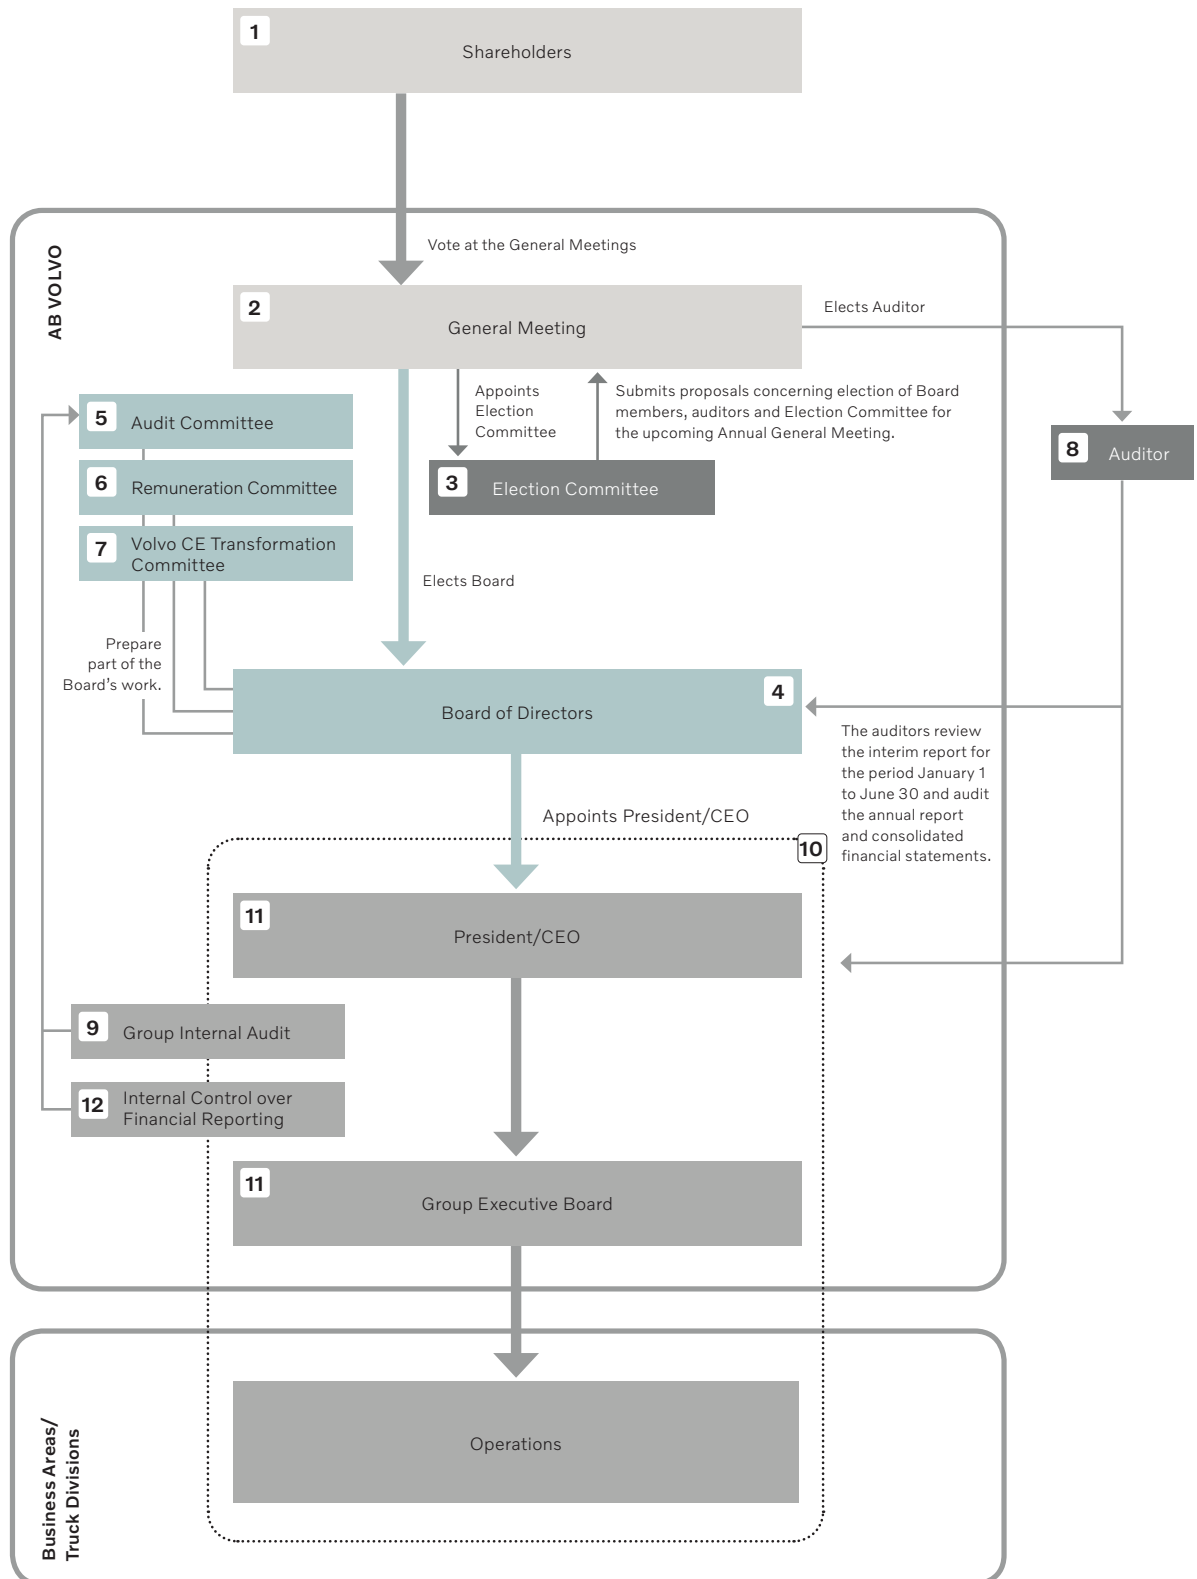 1
Shareholders
AB VOLVO
Vote at the General Meetings
2
General Meeting
Elects Auditor
Appoints
Election
Committee
Submits proposals concerning election of Board
members, auditors and Election Committee for
the upcoming Annual General Meeting.
5
Audit Committee
8
Auditor
6
Remuneration Committee
3
Election Committee
7
Volvo CE Transformation
Committee
Elects Board
Prepare
part of the
Board’s work.
4
Board of Directors
The auditors review
the interim report for
the period January 1
to June 30 and audit
the annual report
and consolidated
financial statements.
Appoints President/CEO
10
11
President/CEO
9
Group Internal Audit
12
Internal Control over
Financial Reporting
11
Group Executive Board
Business Areas/
Truck Divisions
Operations